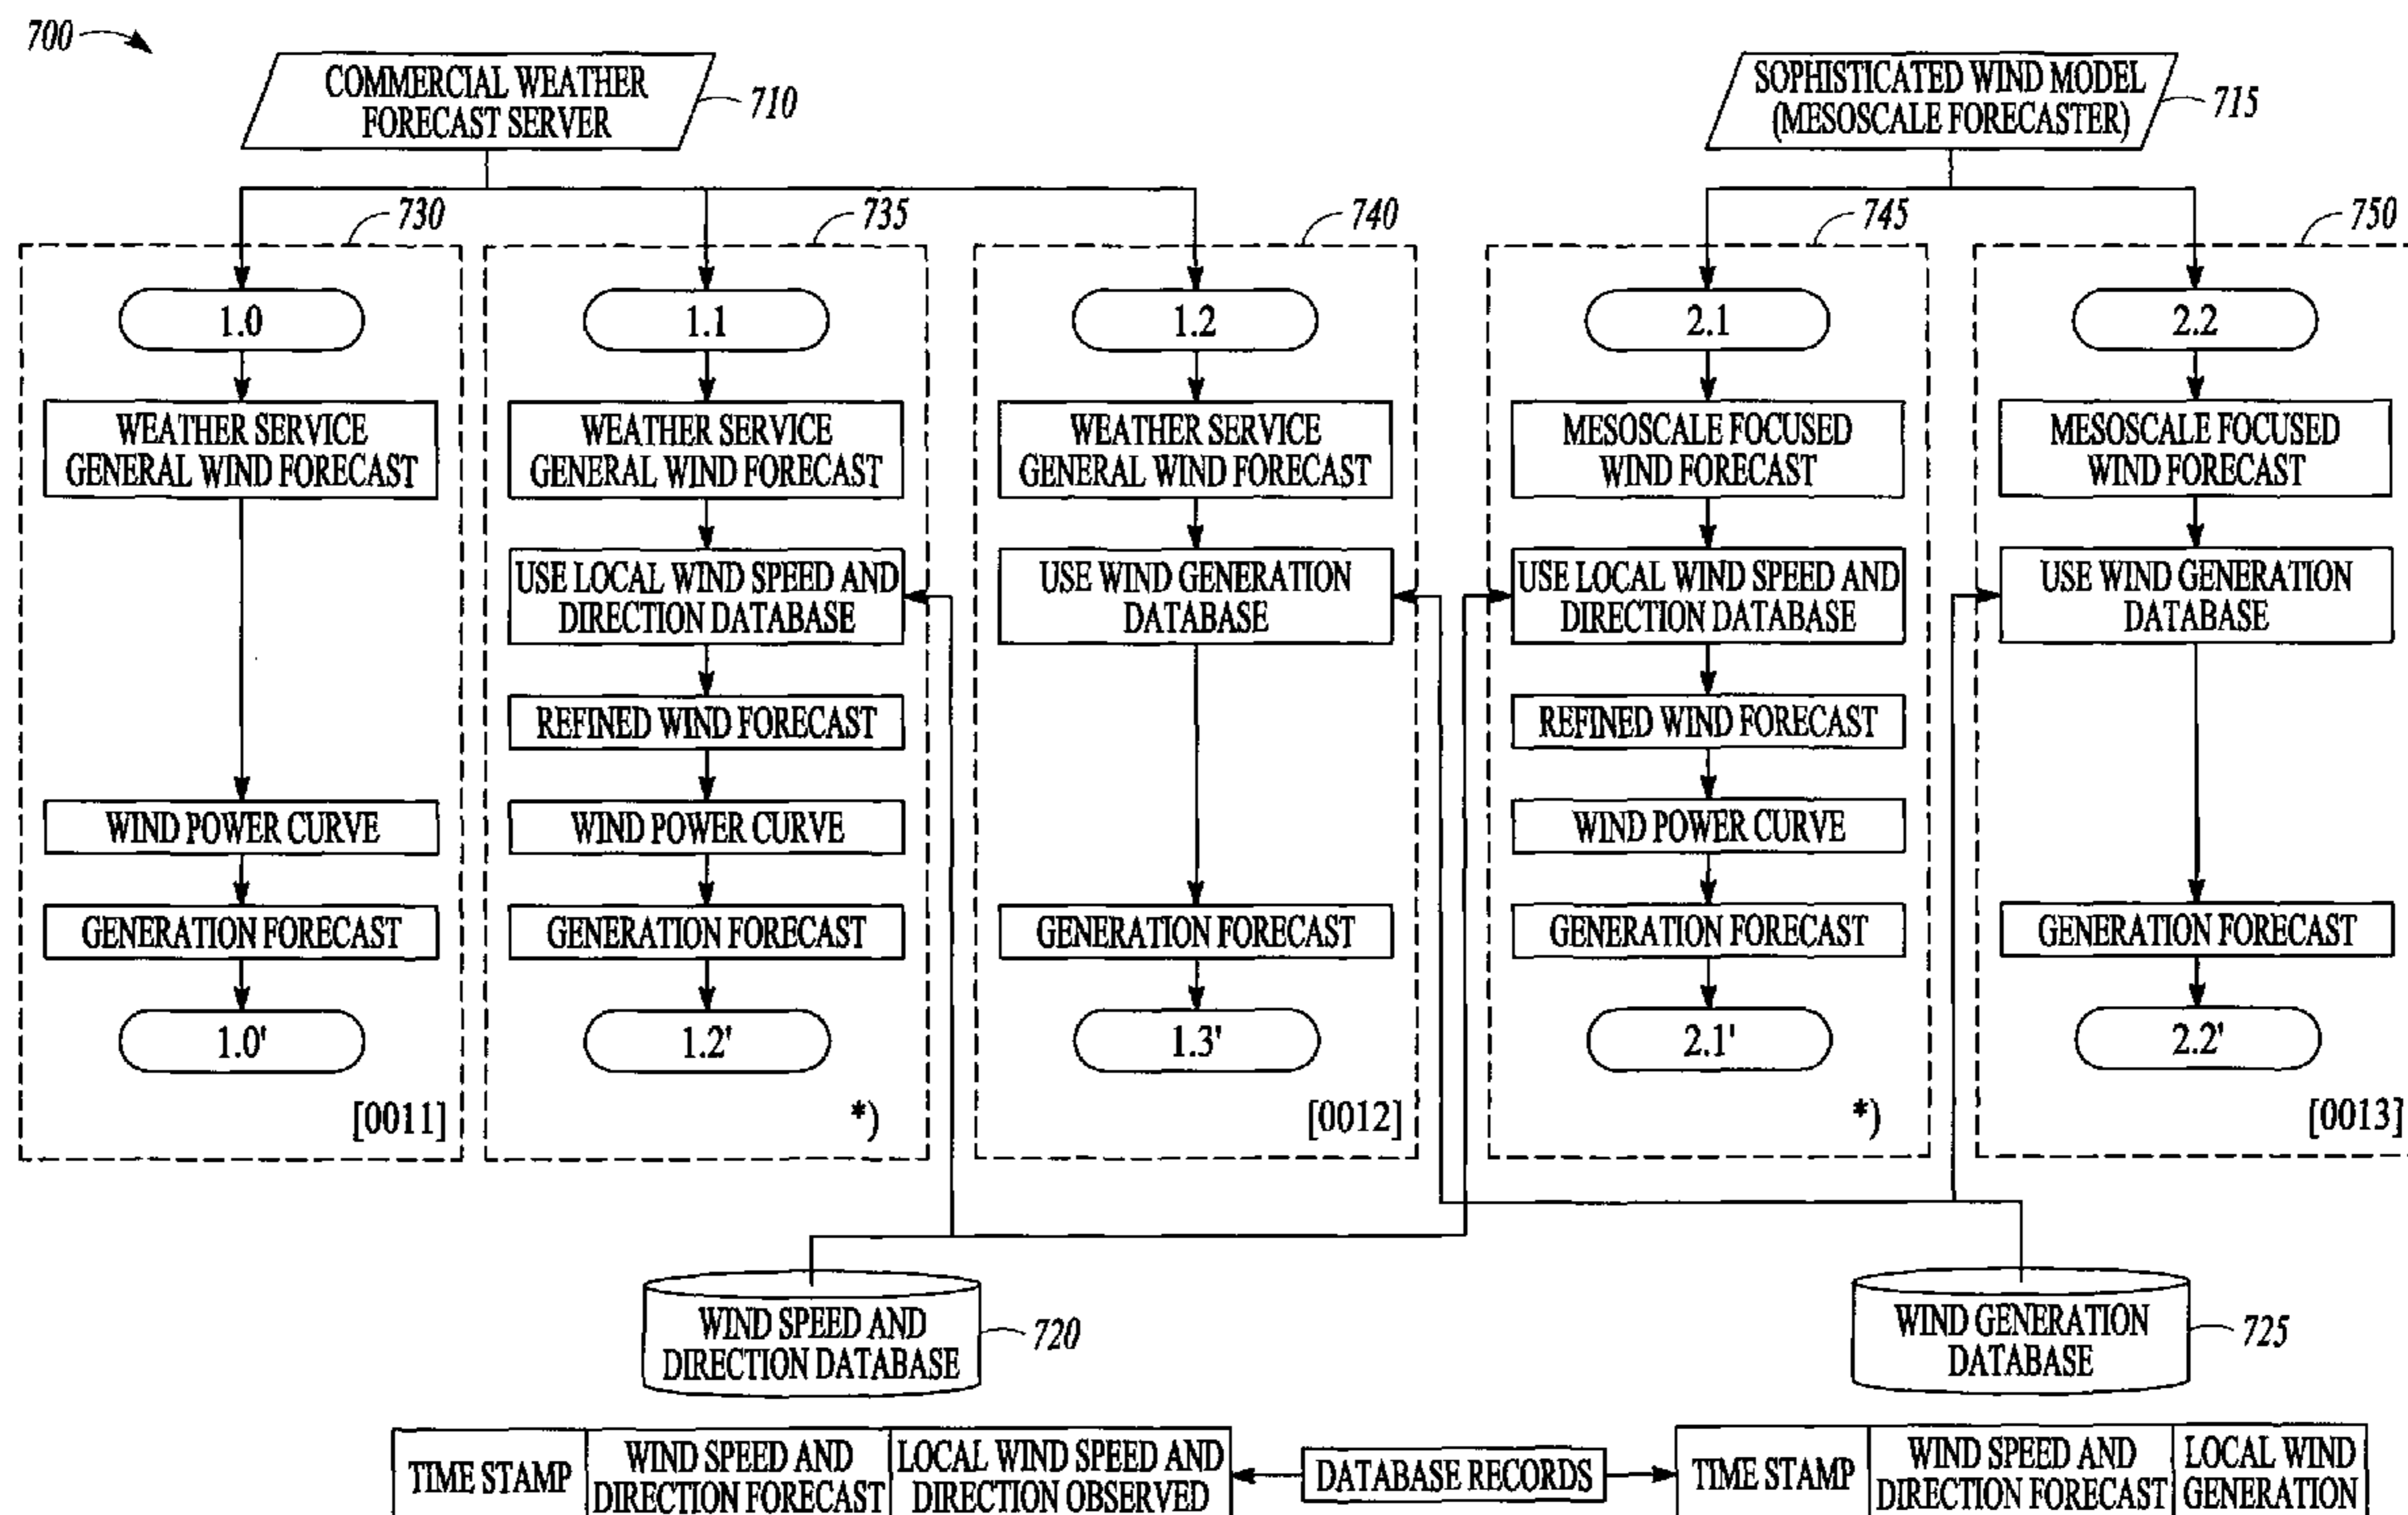 700
COMMERCIAL WEATHER
FORECAST SERVER
710
SOPHISTICATED WIND MODEL
(MESOSCALE FORECASTER)
715
730
735
740
745
750
1.0
WEATHER SERVICE
GENERAL WIND FORECAST
WIND POWER CURVE
GENERATION FORECAST
1.0'
[0011]
1.1
WEATHER SERVICE
GENERAL WIND FORECAST
USE LOCAL WIND SPEED AND
DIRECTION DATABASE
REFINED WIND FORECAST
WIND POWER CURVE
GENERATION FORECAST
1.2'
*)
1.2
WEATHER SERVICE
GENERAL WIND FORECAST
USE WIND GENERATION
DATABASE
GENERATION FORECAST
1.3'
[0012]
2.1
MESOSCALE FOCUSED
WIND FORECAST
USE LOCAL WIND SPEED AND
DIRECTION DATABASE
REFINED WIND FORECAST
WIND POWER CURVE
GENERATION FORECAST
2.1'
*)
2.2
MESOSCALE FOCUSED
WIND FORECAST
USE WIND GENERATION
DATABASE
GENERATION FORECAST
2.2'
[0013]
WIND SPEED AND
DIRECTION DATABASE
720
WIND GENERATION
DATABASE
725
TIME STAMP
WIND SPEED AND
DIRECTION FORECAST
LOCAL WIND SPEED AND
DIRECTION OBSERVED
DATABASE RECORDS
TIME STAMP
WIND SPEED AND
DIRECTION FORECAST
LOCAL WIND
GENERATION